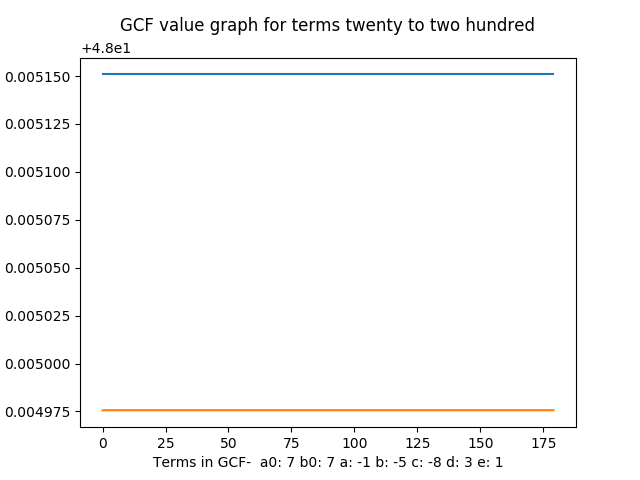 GCF value graph for terms twenty to two hundred
+4.8e1
0.005150
0.005125
0.005100
0.005075
0.005050
0.005025
0.005000
0.004975
0 25 50 75 100 125 150 175
Terms in GCF-  a0: 7 b0: 7 a: -1 b: -5 c: -8 d: 3 e: 1